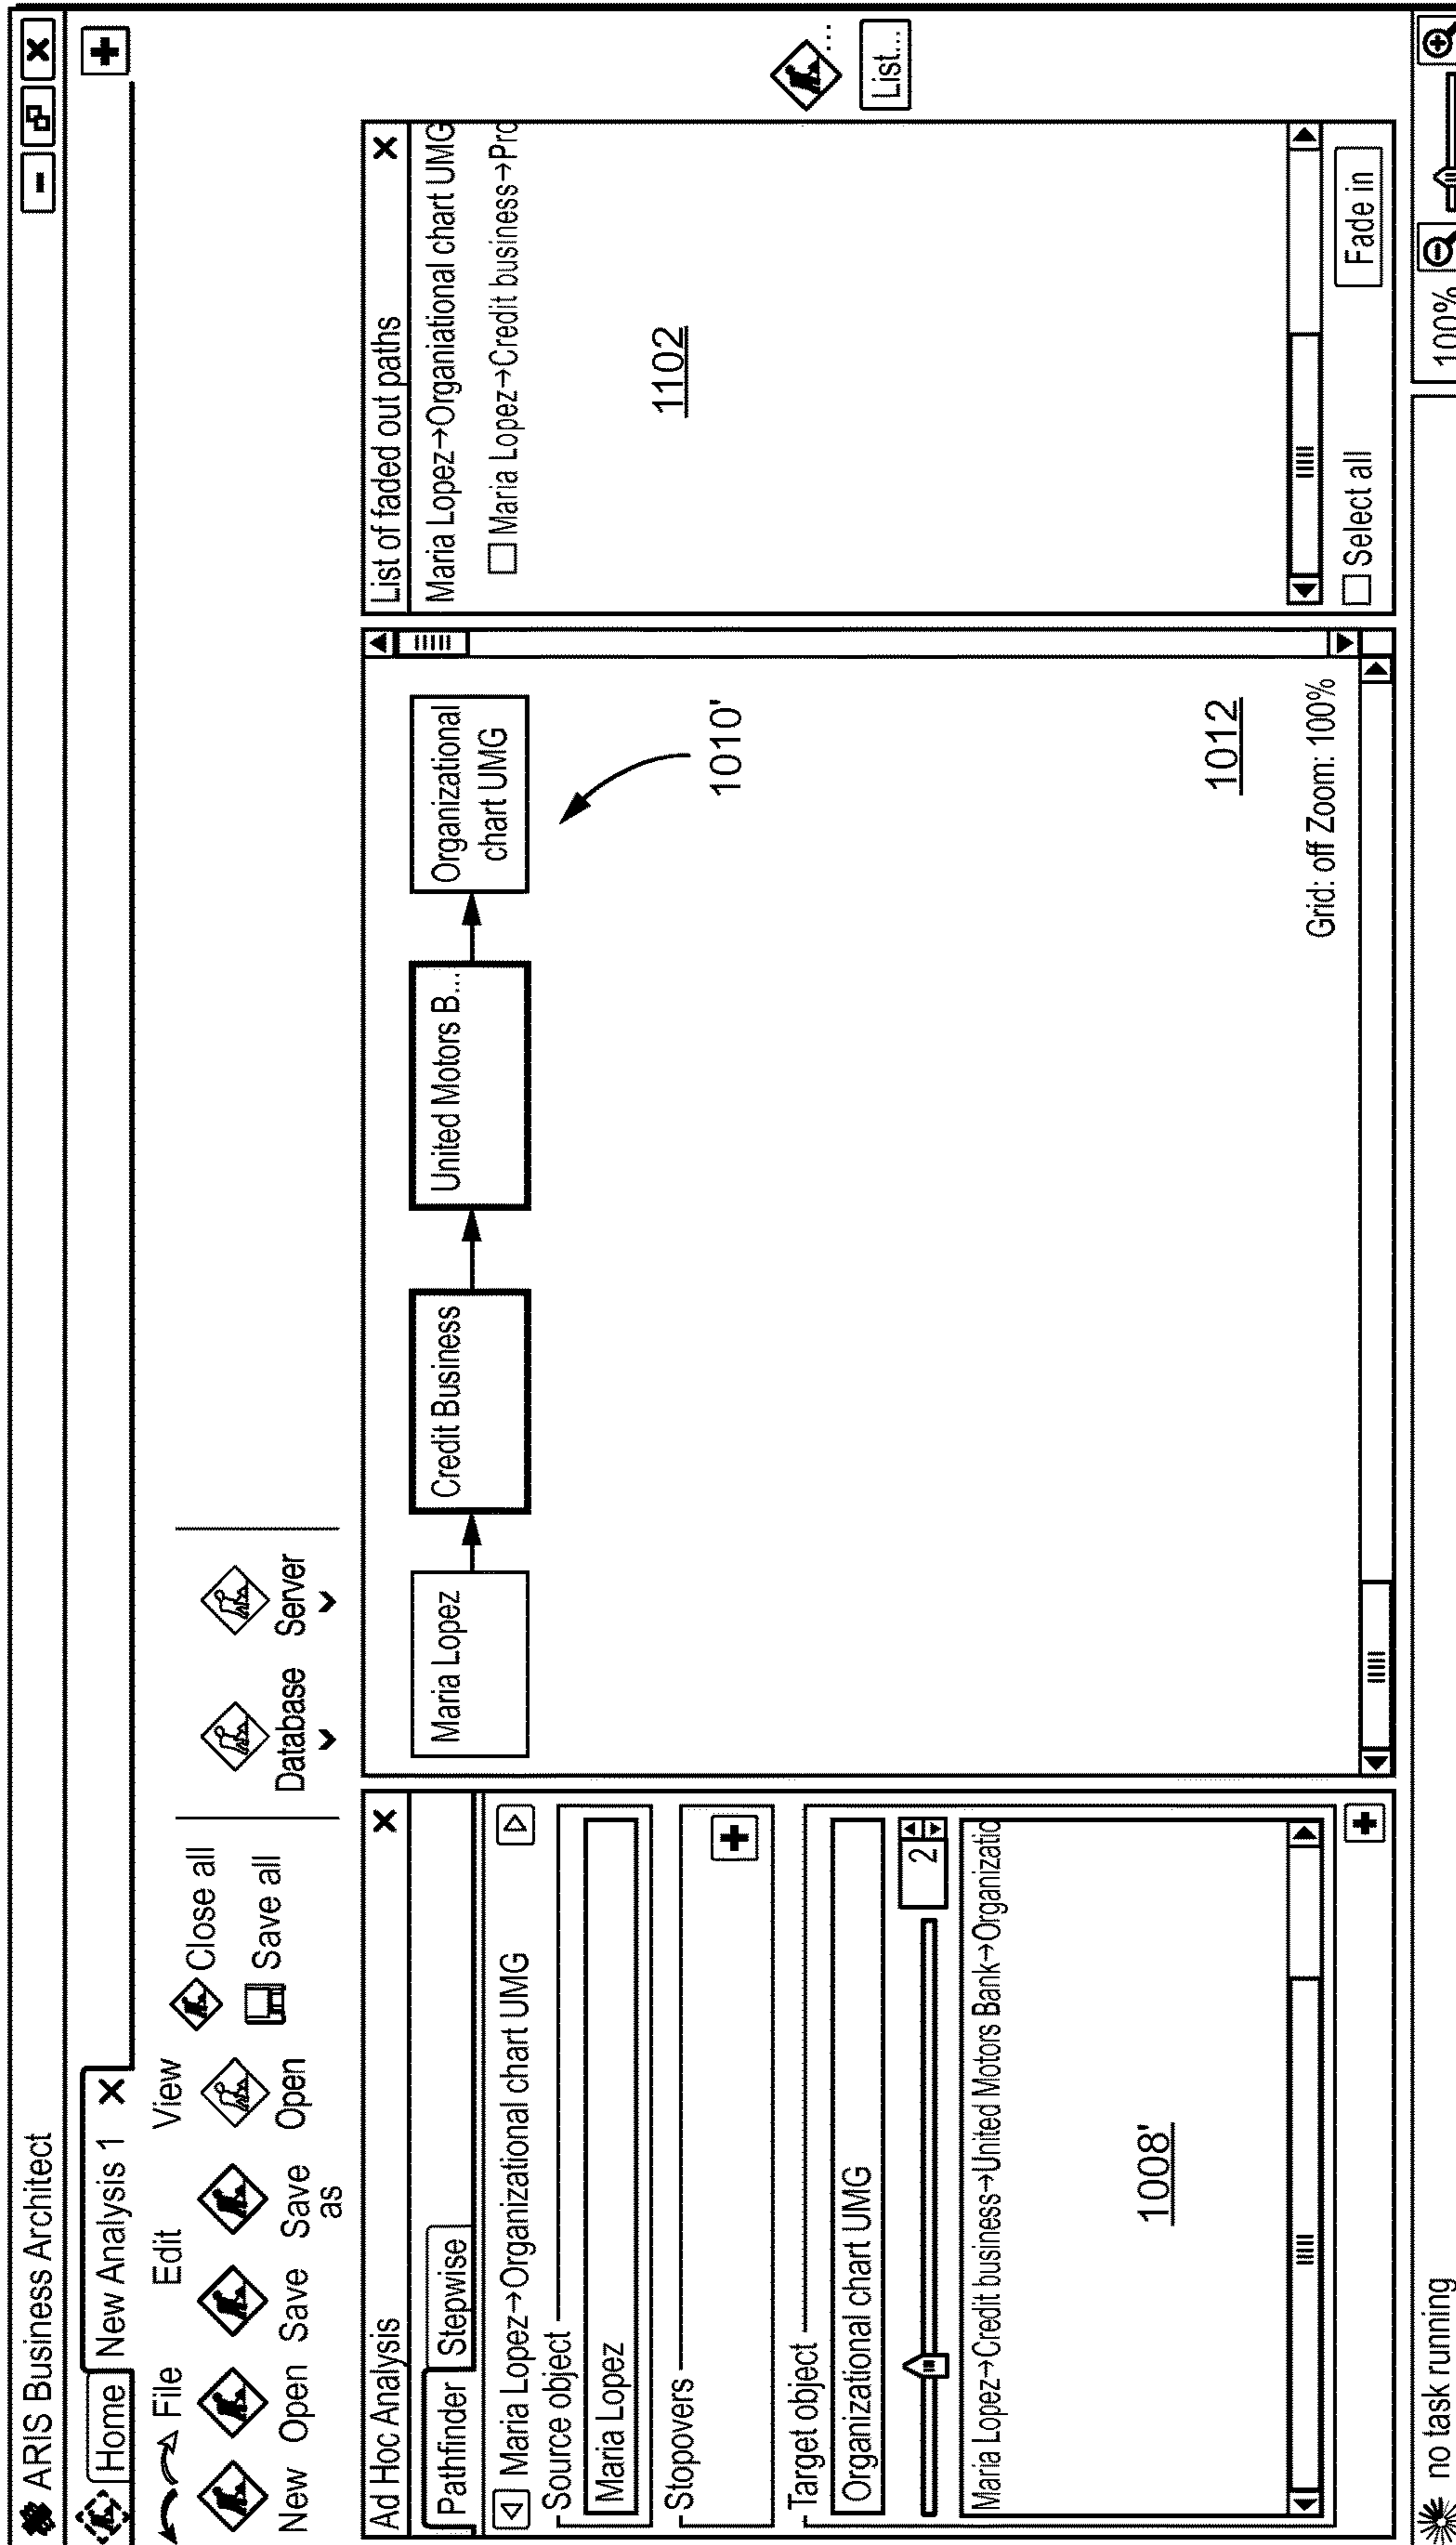 ARIS Business Architect
Home New Analysis 1
File Edit View
New Open Save Save as Open
Close all
Save all
Database Server
Ad Hoc Analysis
Pathfinder Stepwise
Maria Lopez→Organizational chart UMG
Source object
Maria Lopez
Stopovers
Target object
Organizational chart UMG
2
Maria Lopez→Credit business→United Motors Bank→Organizatio
1008'
Maria Lopez
Credit Business
United Motors B...
Organizational
chart UMG
1010'
1012
Grid: off Zoom: 100%
List of faded out paths
Maria Lopez→Organiational chart UMG
Maria Lopez→Credit business→Pro
1102
Select all
Fade in
...
List...
no task running
100%